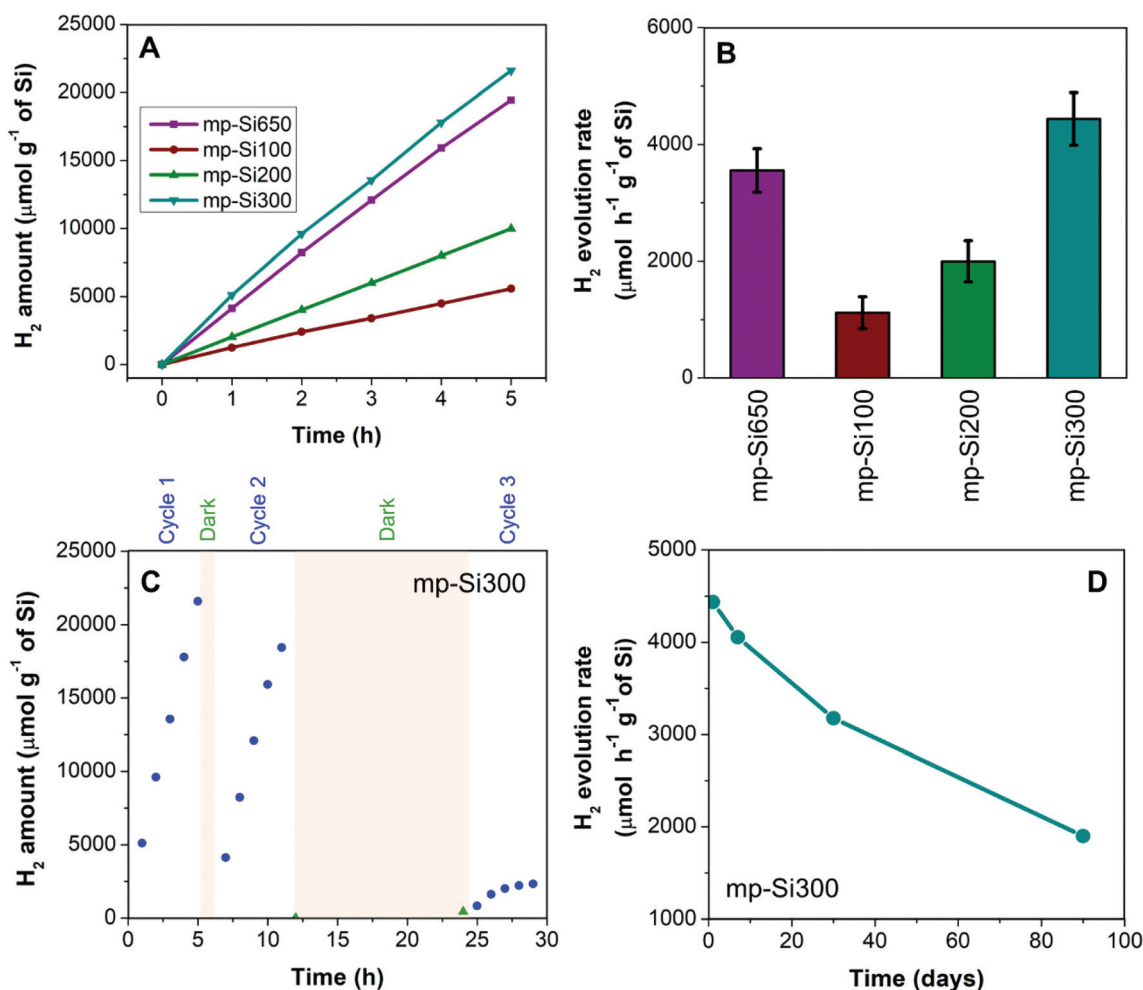 A
H₂ amount (μmol g⁻¹ of Si)
25000
20000
15000
10000
5000
0
mp-Si650
mp-Si100
mp-Si200
mp-Si300
0 1 2 3 4 5
Time (h)
B
H₂ evolution rate
(μmol h⁻¹ g⁻¹ of Si)
6000
4000
2000
0
mp-Si650
mp-Si100
mp-Si200
mp-Si300
Cycle 1
Dark
Cycle 2
Dark
Cycle 3
C
mp-Si300
H₂ amount (μmol g⁻¹ of Si)
25000
20000
15000
10000
5000
0
0 5 10 15 20 25 30
Time (h)
D
H₂ evolution rate
(μmol h⁻¹ g⁻¹of Si)
5000
4000
3000
2000
1000
mp-Si300
0 20 40 60 80 100
Time (days)